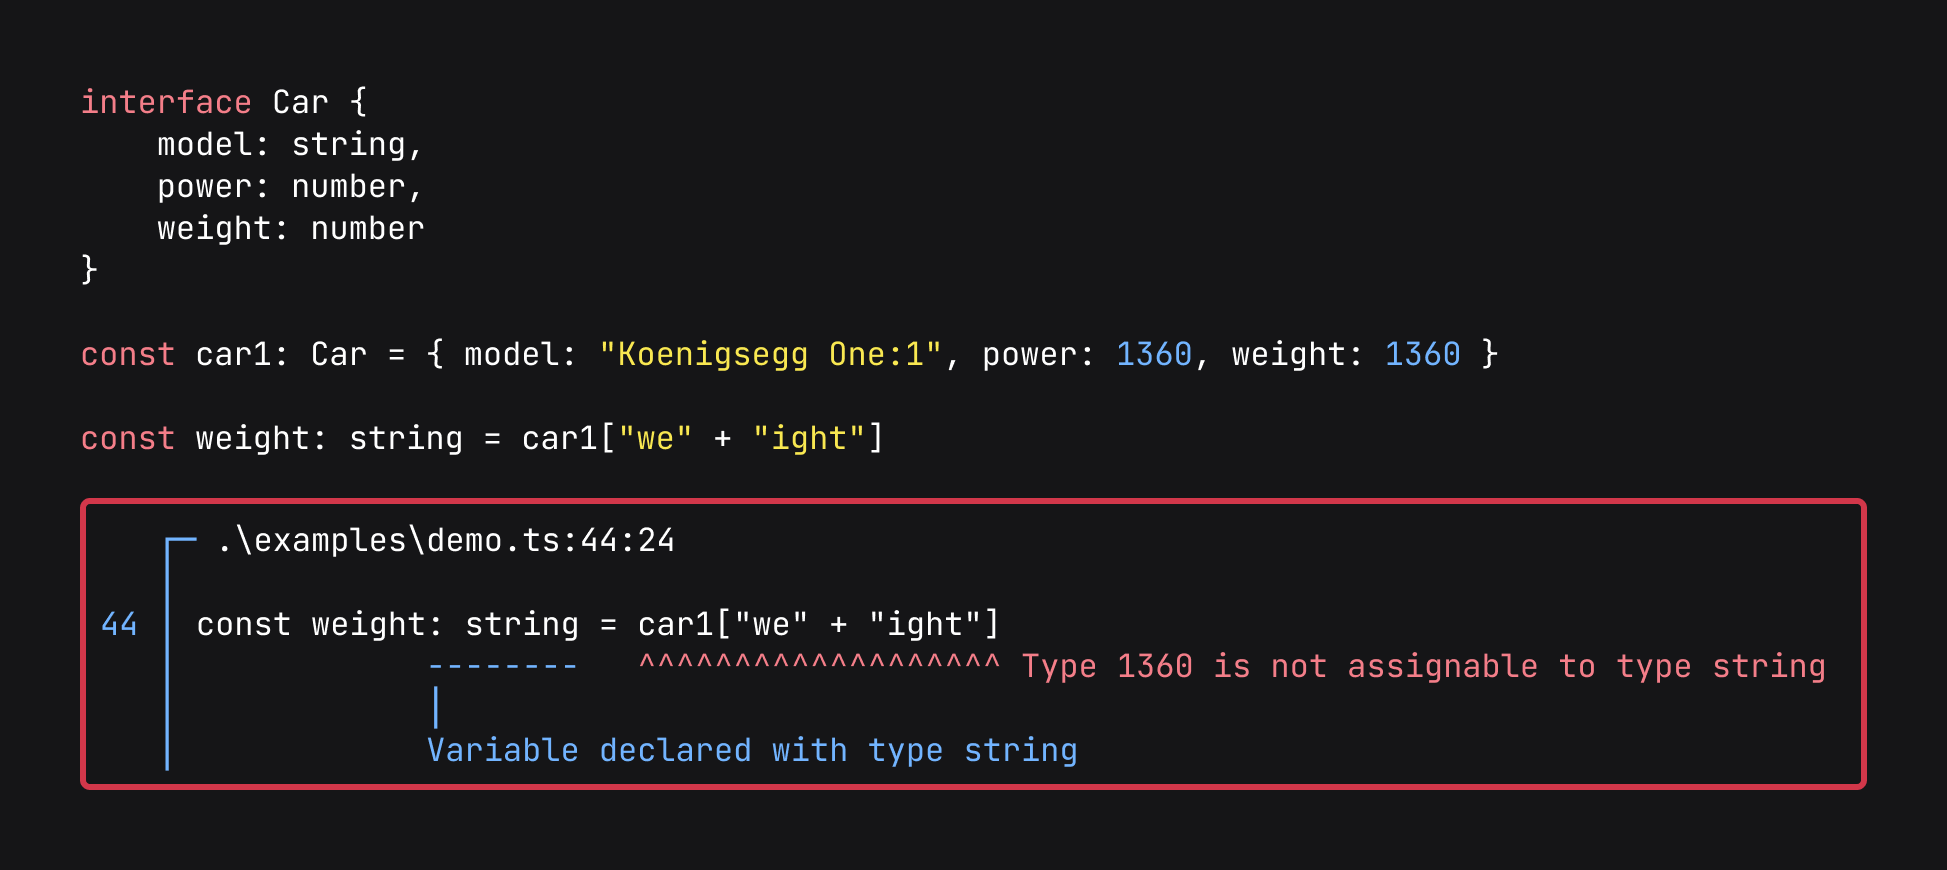 interface Car {
    model: string,
    power: number,
    weight: number
}
const car1: Car = { model: "Koenigsegg One:1", power: 1360, weight: 1360 }
const weight: string = car1["we" + "ight"]
.\examples\demo.ts:44:24
44 const weight: string = car1["we" + "ight"]
-------- ^^^^^^^^^^^^^^^^^^^ Type 1360 is not assignable to type string
|
Variable declared with type string